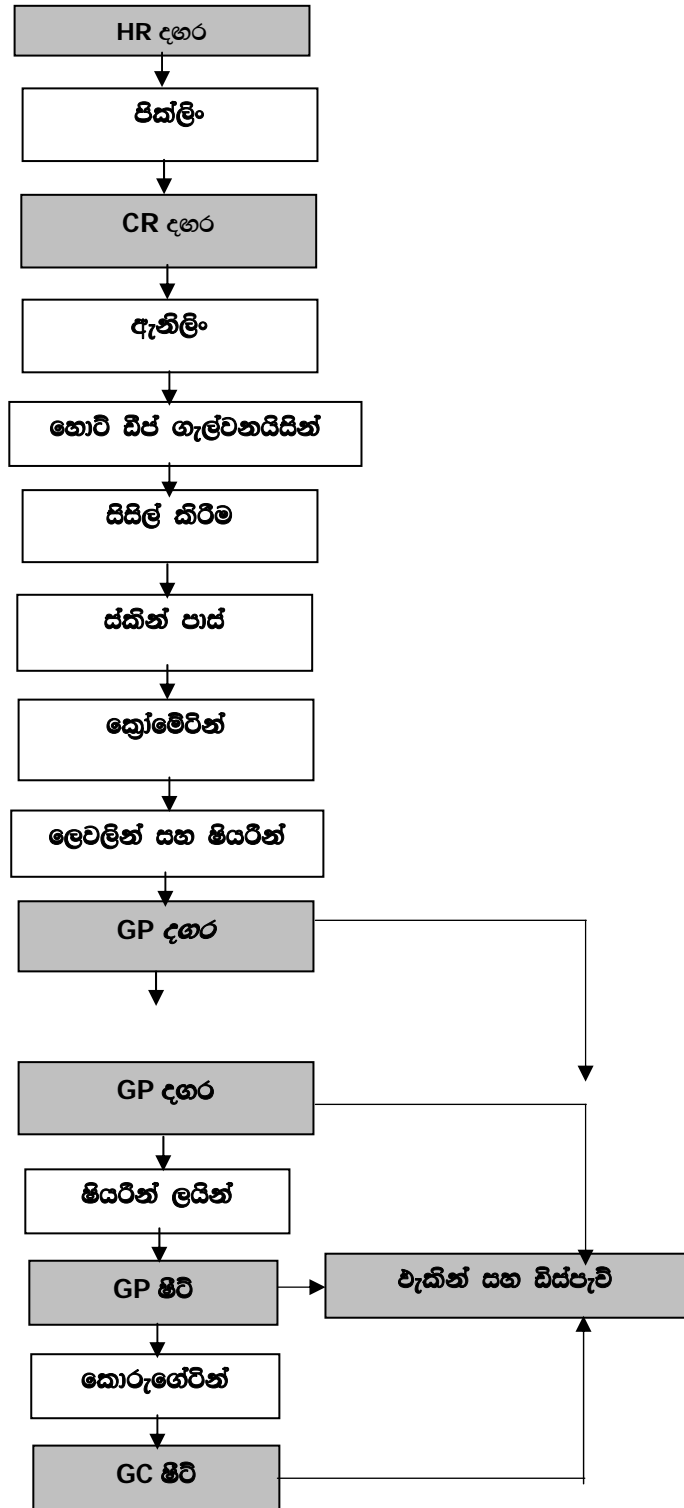 HR දඟර
පික්ලිං
CR දඟර
ඇනිලිං
හොට් ඩිප් ගැල්වනයිසින්
සිසිල් කිරීම
ස්කින් පාස්
ක්‍රෝමේටින්
ලෙවලින් සහ ෂියරින්
GP දඟර
GP දඟර
ෂියරින් ලයින්
GP ෂීට්
ඵැකින් සහ ඩිස්පැච්
කොරුගේටින්
GC ෂීට්